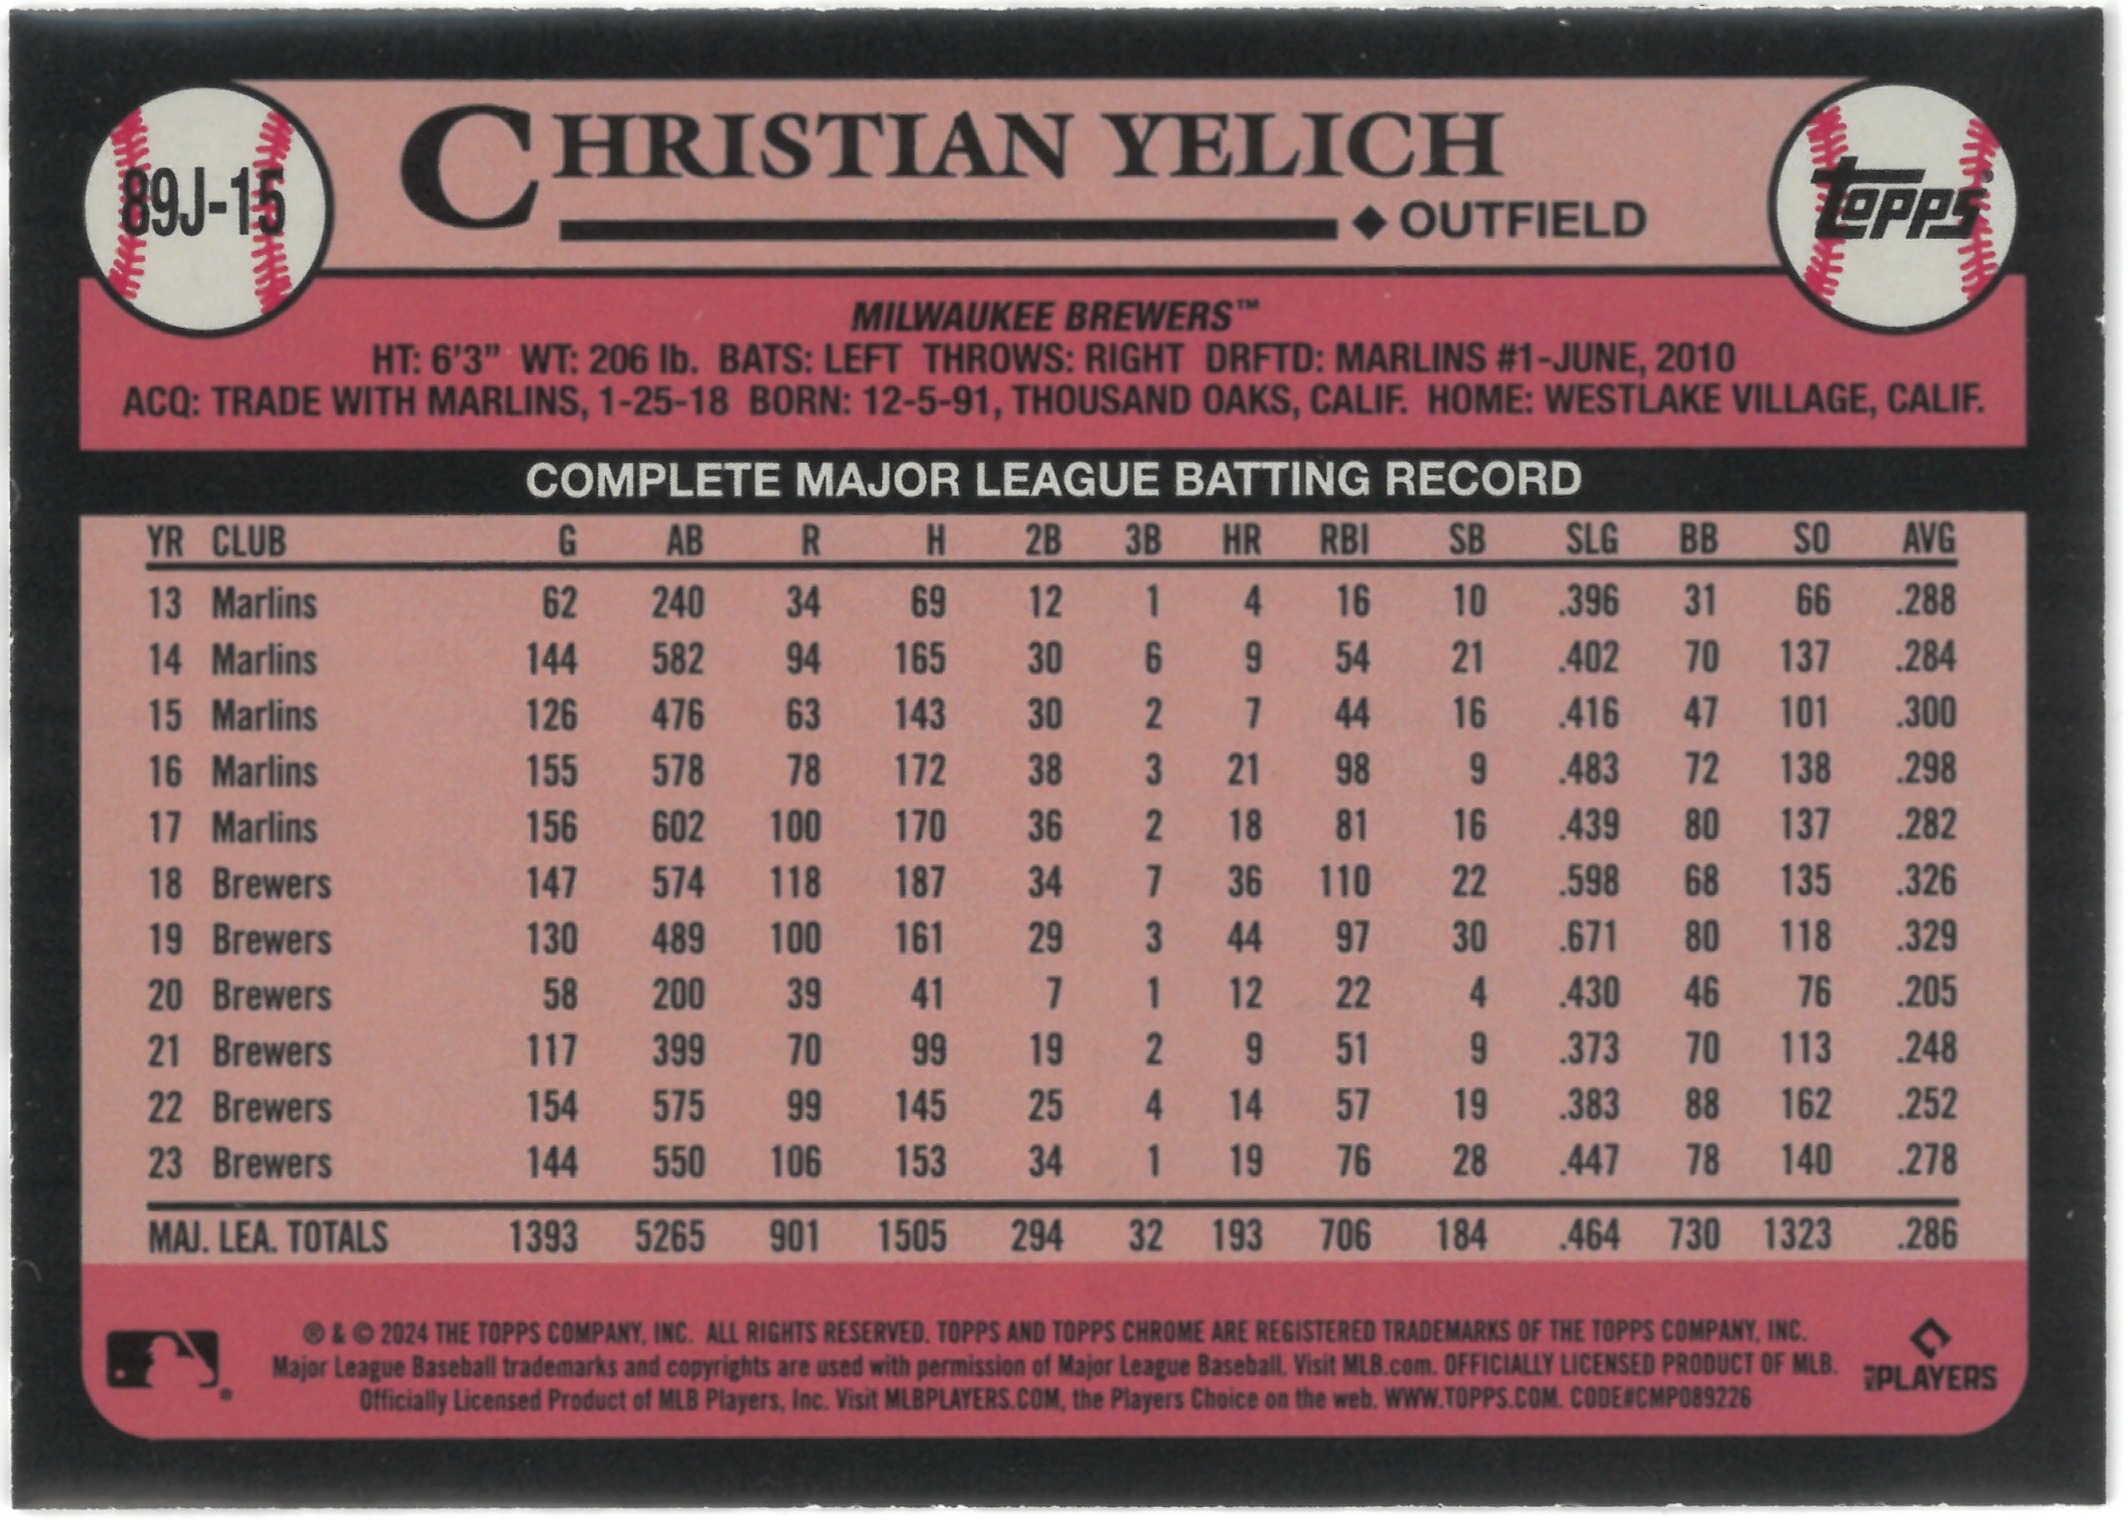 89J-15
CHRISTIAN YELICH
◆ OUTFIELD
topps®
MILWAUKEE BREWERS™
HT: 6'3" WT: 206 lb. BATS: LEFT THROWS: RIGHT DRFTD: MARLINS #1-JUNE, 2010
ACQ: TRADE WITH MARLINS, 1-25-18 BORN: 12-5-91, THOUSAND OAKS, CALIF. HOME: WESTLAKE VILLAGE, CALIF.
COMPLETE MAJOR LEAGUE BATTING RECORD
YR CLUB G AB R H 2B 3B HR RBI SB SLG BB SO AVG
13 Marlins 62 240 34 69 12 1 4 16 10 .396 31 66 .288
14 Marlins 144 582 94 165 30 6 9 54 21 .402 70 137 .284
15 Marlins 126 476 63 143 30 2 7 44 16 .416 47 101 .300
16 Marlins 155 578 78 172 38 3 21 98 9 .483 72 138 .298
17 Marlins 156 602 100 170 36 2 18 81 16 .439 80 137 .282
18 Brewers 147 574 118 187 34 7 36 110 22 .598 68 135 .326
19 Brewers 130 489 100 161 29 3 44 97 30 .671 80 118 .329
20 Brewers 58 200 39 41 7 1 12 22 4 .430 46 76 .205
21 Brewers 117 399 70 99 19 2 9 51 9 .373 70 113 .248
22 Brewers 154 575 99 145 25 4 14 57 19 .383 88 162 .252
23 Brewers 144 550 106 153 34 1 19 76 28 .447 78 140 .278
MAJ. LEA. TOTALS 1393 5265 901 1505 294 32 193 706 184 .464 730 1323 .286
® & © 2024 THE TOPPS COMPANY, INC. ALL RIGHTS RESERVED. TOPPS AND TOPPS CHROME ARE REGISTERED TRADEMARKS OF THE TOPPS COMPANY, INC.
Major League Baseball trademarks and copyrights are used with permission of Major League Baseball. Visit MLB.com. OFFICIALLY LICENSED PRODUCT OF MLB.
Officially Licensed Product of MLB Players, Inc. Visit MLBPLAYERS.COM, the Players Choice on the web. WWW.TOPPS.COM. CODE#CMP089226
MLB PLAYERS